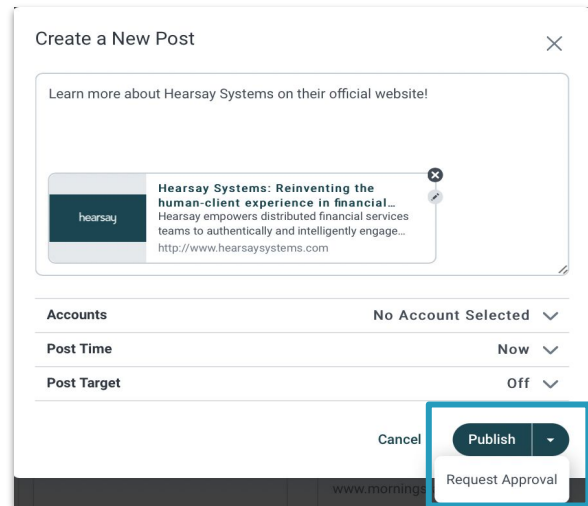 Create a New Post
Learn more about Hearsay Systems on their official website!
hearsay
Hearsay Systems: Reinventing the
human-client experience in financial...
Hearsay empowers distributed financial services
teams to authentically and intelligently engage...
http://www.hearsaysystems.com
Accounts No Account Selected
Post Time Now
Post Target Off
Cancel Publish
Request Approval
www.mornings